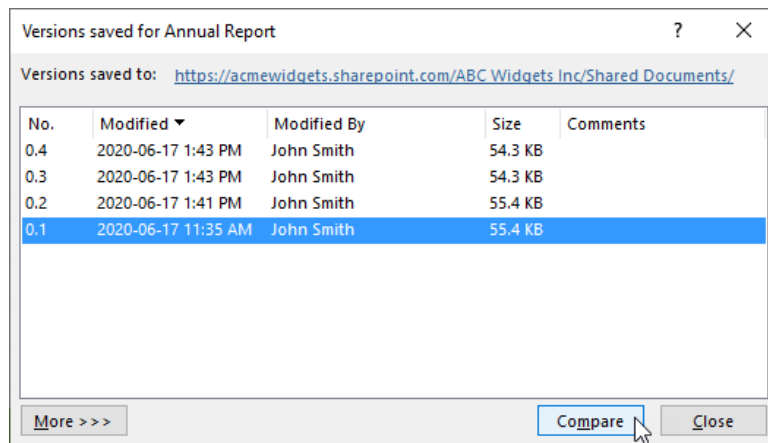 Versions saved for Annual Report ? ×
Versions saved to: https://acmewidgets.sharepoint.com/ABC Widgets Inc/Shared Documents/
No. Modified Modified By Size Comments
0.4 2020-06-17 1:43 PM John Smith 54.3 KB
0.3 2020-06-17 1:43 PM John Smith 54.3 KB
0.2 2020-06-17 1:41 PM John Smith 55.4 KB
0.1 2020-06-17 11:35 AM John Smith 55.4 KB
More >>> Compare Close